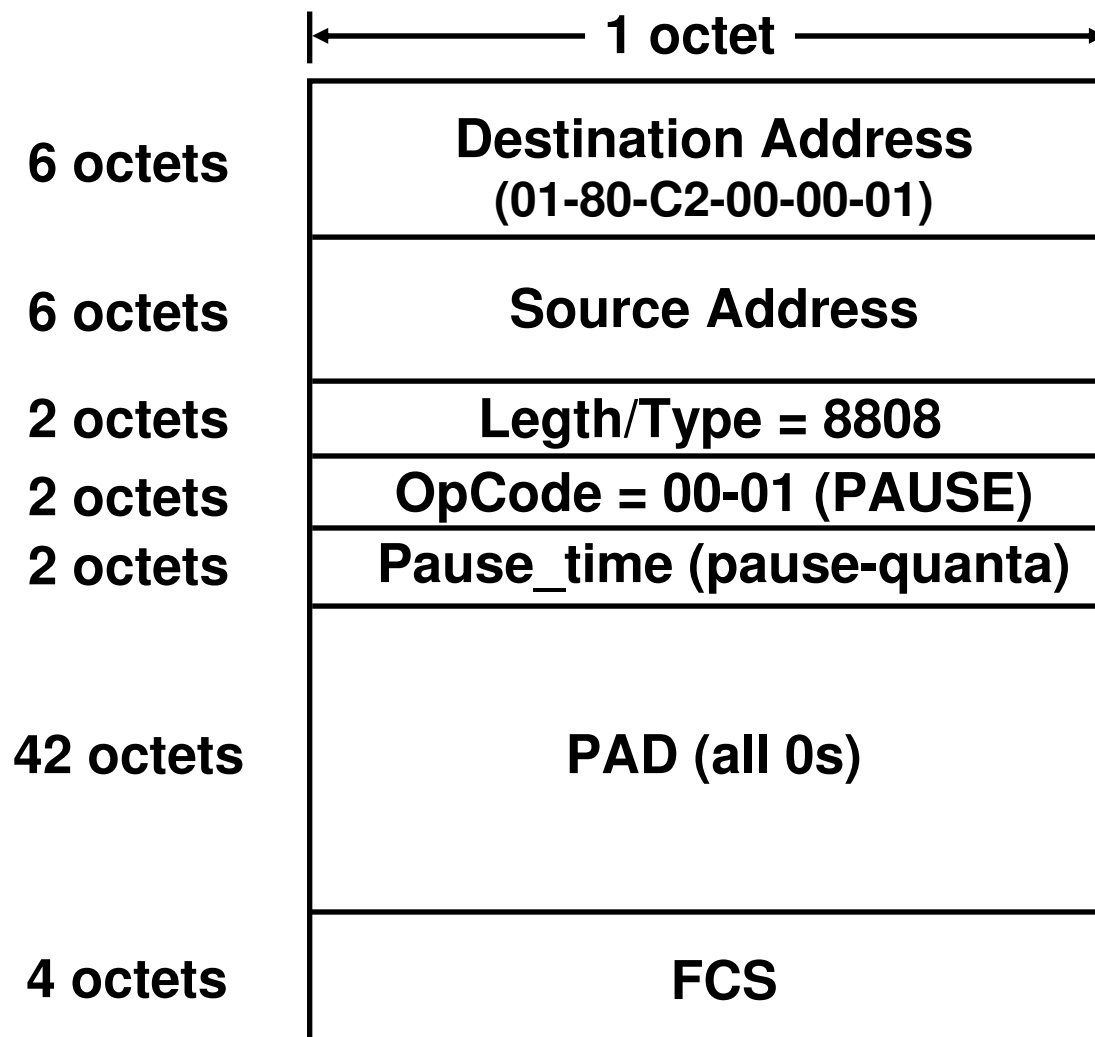 1 octet
6 octets
Destination Address
(01-80-C2-00-00-01)
6 octets
Source Address
2 octets
Legth/Type = 8808
2 octets
OpCode = 00-01 (PAUSE)
2 octets
Pause_time (pause-quanta)
42 octets
PAD (all 0s)
4 octets
FCS